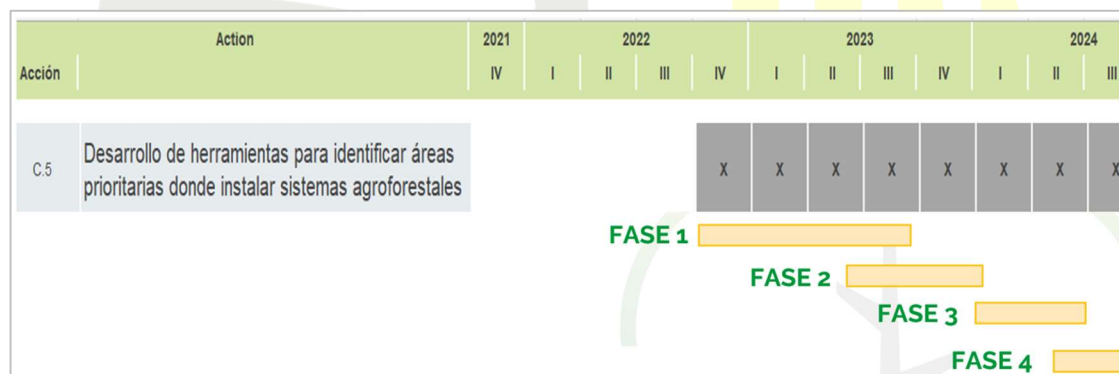 Action 2021 2022 2023 2024
Acción IV I II III IV I II III IV I II III
C.5 Desarrollo de herramientas para identificar áreas
prioritarias donde instalar sistemas agroforestales
X X X X X X X X
FASE 1
FASE 2
FASE 3
FASE 4